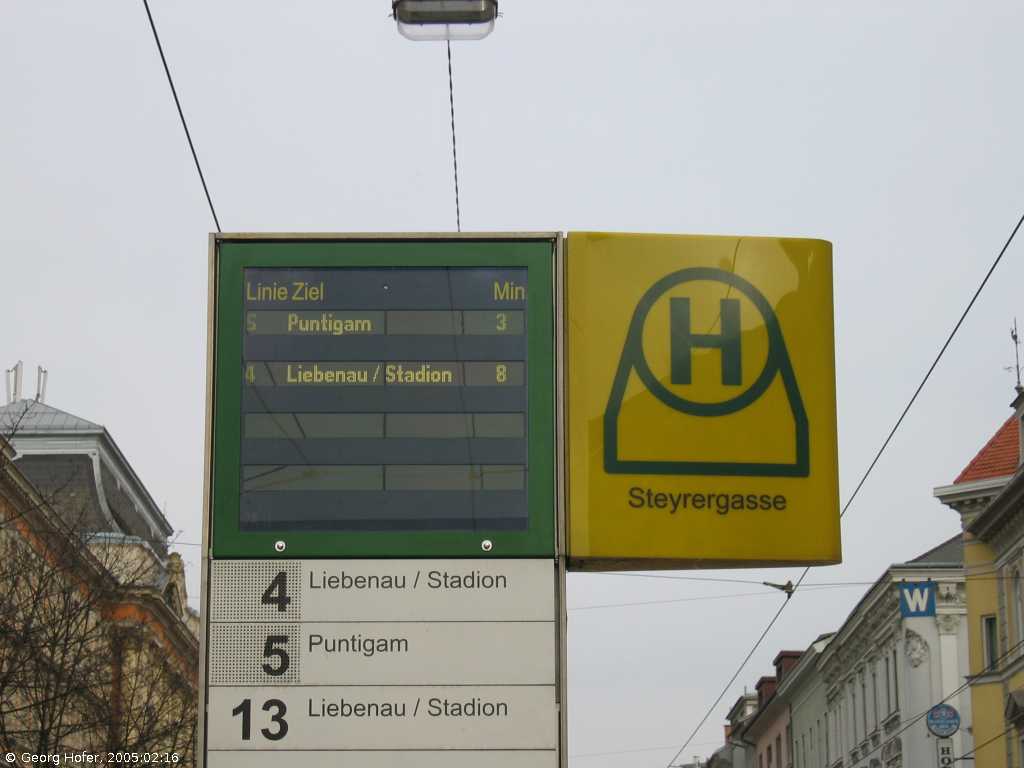 Linie Ziel Min
5 Puntigam 3
4 Liebenau / Stadion 8
H
Steyrergasse
4 Liebenau / Stadion
5 Puntigam
13 Liebenau / Stadion
W
HO
© Georg Hofer, 2005:02:16